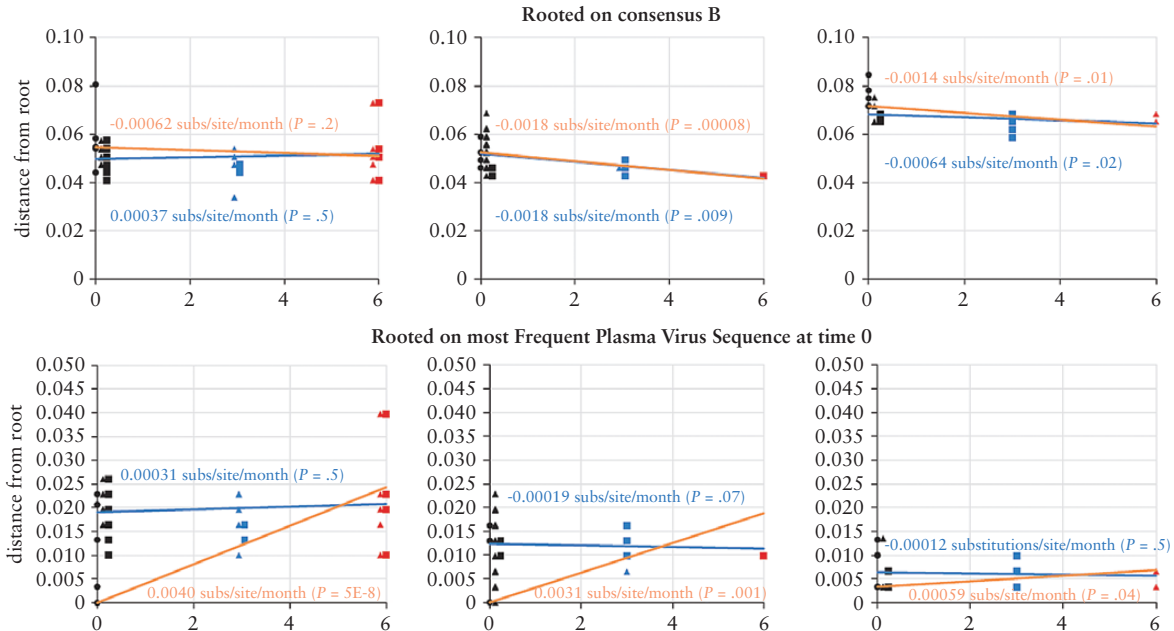 Rooted on consensus B
distance from root
0.10
0.08
0.06
0.04
0.02
0
-0.00062 subs/site/month (P = .2)
0.00037 subs/site/month (P = .5)
0 2 4 6
0.10
0.08
0.06
0.04
0.02
0
-0.0018 subs/site/month (P = .00008)
-0.0018 subs/site/month (P = .009)
0 2 4 6
0.10
0.08
0.06
0.04
0.02
0
-0.0014 subs/site/month (P = .01)
-0.00064 subs/site/month (P = .02)
0 2 4 6
Rooted on most Frequent Plasma Virus Sequence at time 0
distance from root
0.050
0.045
0.040
0.035
0.030
0.025
0.020
0.015
0.010
0.005
0
0.00031 subs/site/month (P = .5)
0.0040 subs/site/month (P = 5E-8)
0 2 4 6
0.050
0.045
0.040
0.035
0.030
0.025
0.020
0.015
0.010
0.005
0
-0.00019 subs/site/month (P = .07)
0.0031 subs/site/month (P = .001)
0 2 4 6
0.050
0.045
0.040
0.035
0.030
0.025
0.020
0.015
0.010
0.005
0
-0.00012 substitutions/site/month (P = .5)
0.00059 subs/site/month (P = .04)
0 2 4 6